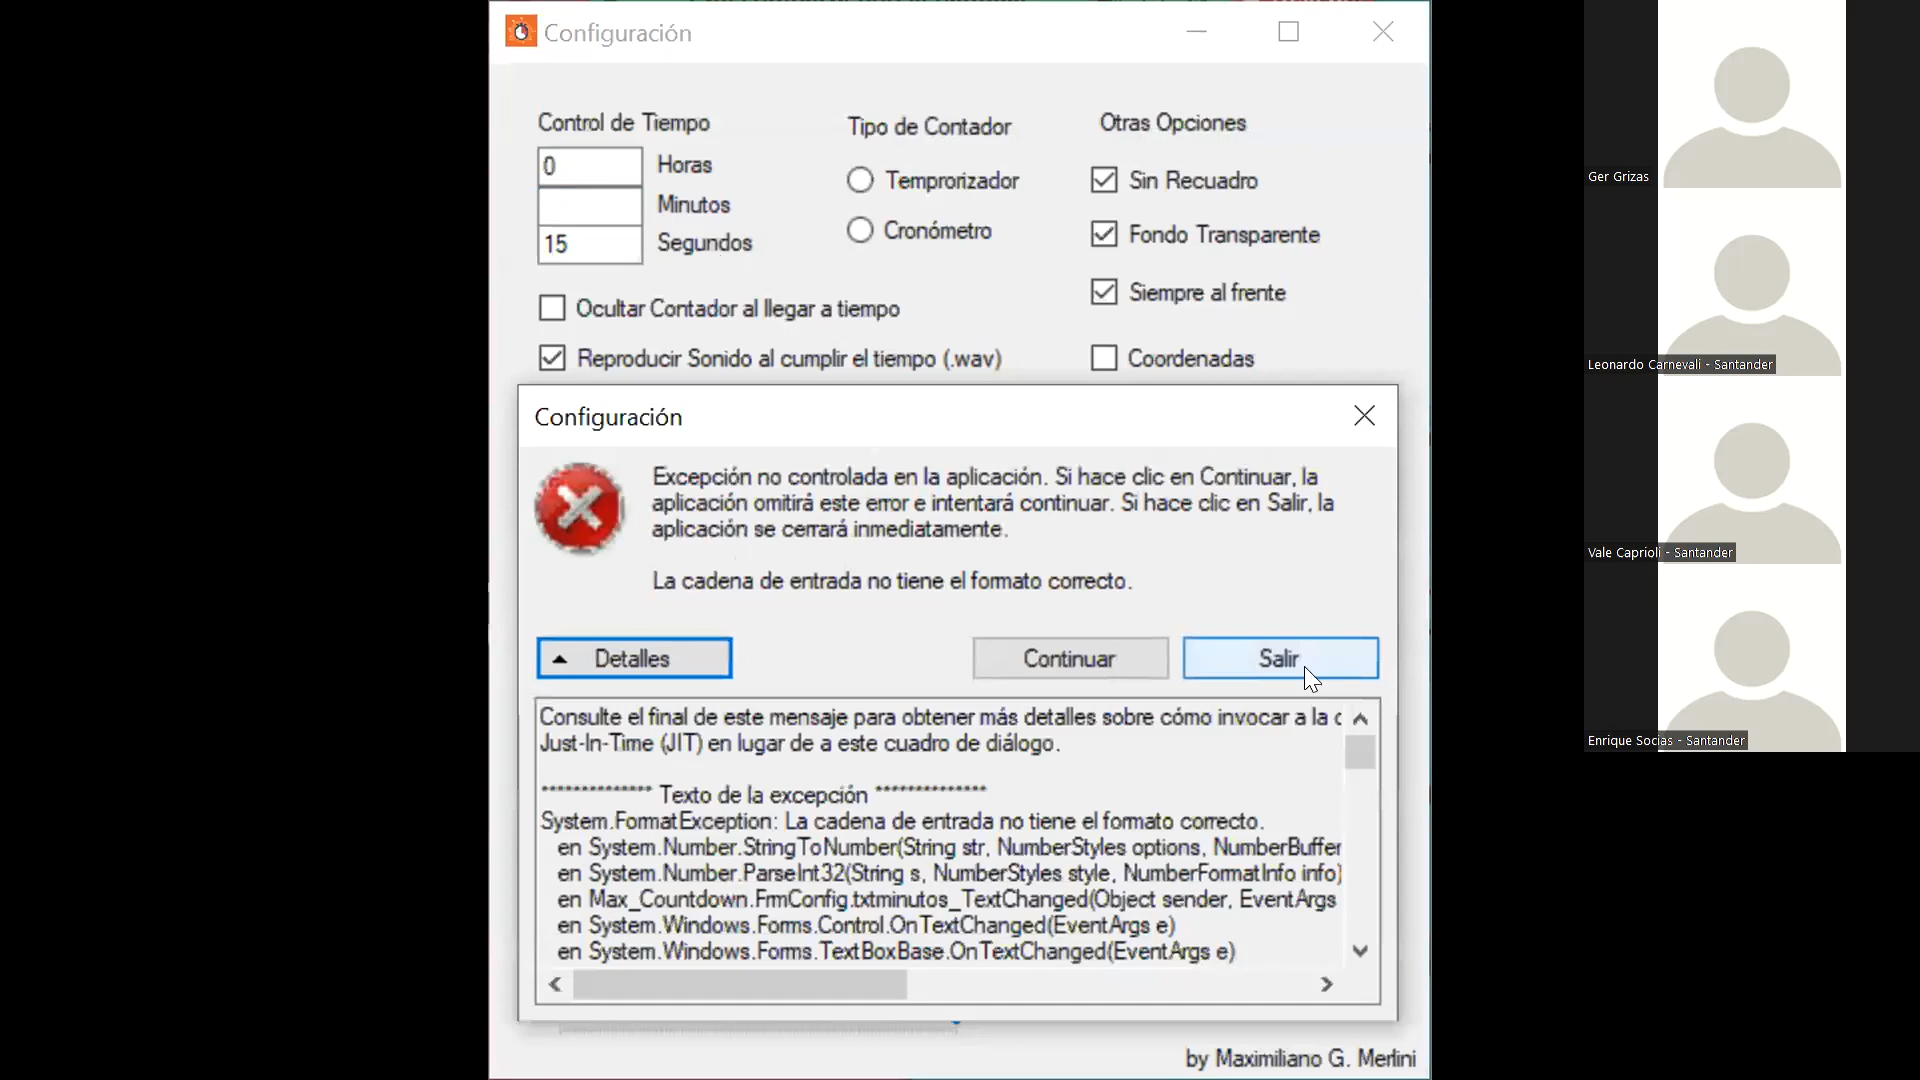 Configuración
Control de Tiempo
0 Horas
Minutos
15 Segundos
Tipo de Contador
Temprorizador
Cronómetro
Otras Opciones
Sin Recuadro
Fondo Transparente
Siempre al frente
Ocultar Contador al llegar a tiempo
Reproducir Sonido al cumplir el tiempo (.wav)
Coordenadas
Configuración
Excepción no controlada en la aplicación. Si hace clic en Continuar, la
aplicación omitirá este error e intentará continuar. Si hace clic en Salir, la
aplicación se cerrará inmediatamente.
La cadena de entrada no tiene el formato correcto.
Detalles
Continuar
Salir
Consulte el final de este mensaje para obtener más detalles sobre cómo invocar a la
Just-In-Time (JIT) en lugar de a este cuadro de diálogo.
************** Texto de la excepción **************
System.FormatException: La cadena de entrada no tiene el formato correcto.
en System.Number.StringToNumber(String str, NumberStyles options, NumberBuffer
en System.Number.ParseInt32(String s, NumberStyles style, NumberFormatInfo info)
en Max_Countdown.FrmConfig.txtminutos_TextChanged(Object sender, EventArgs
en System.Windows.Forms.Control.OnTextChanged(EventArgs e)
en System.Windows.Forms.TextBoxBase.OnTextChanged(EventArgs e)
by Maximiliano G. Merlini
Ger Grizas
Leonardo Carnevali - Santander
Vale Caprioli - Santander
Enrique Socias - Santander